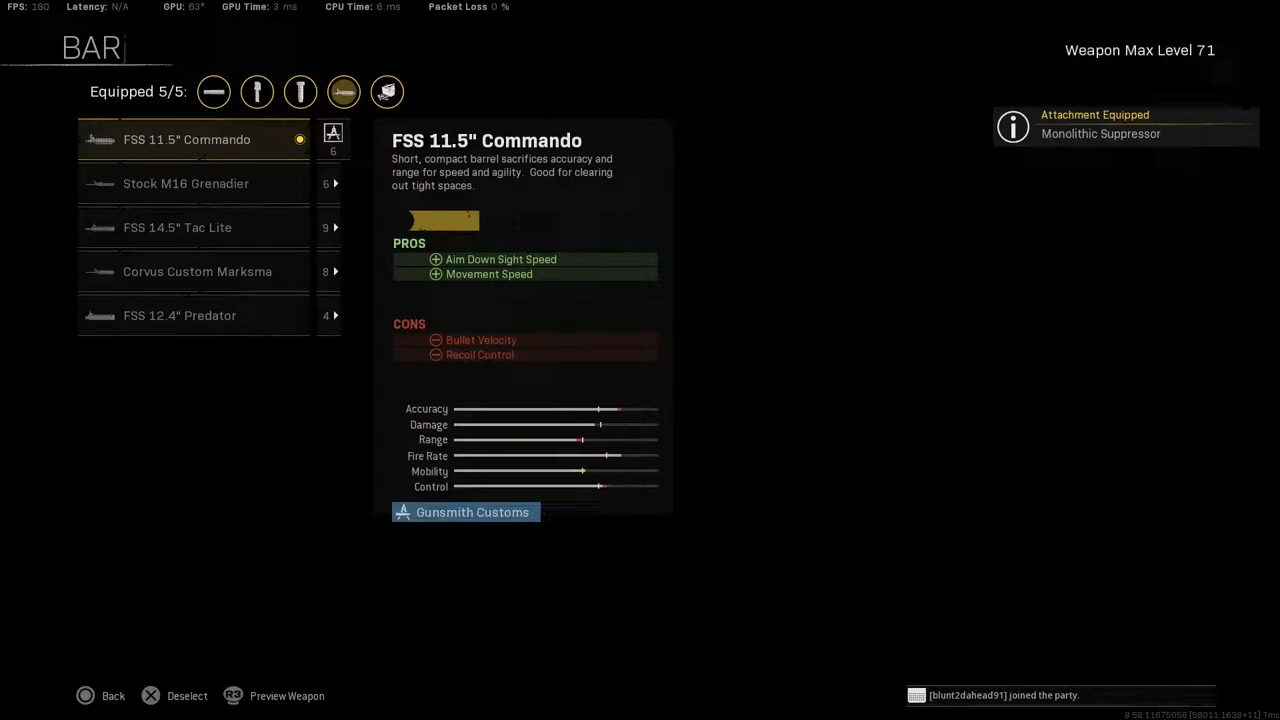 FPS: 180 Latency: N/A GPU: 63° GPU Time: 3 ms CPU Time: 6 ms Packet Loss 0 %
BAR
Weapon Max Level 71
Equipped 5/5:
Attachment Equipped
Monolithic Suppressor
FSS 11.5" Commando
6
Stock M16 Grenadier 6
FSS 14.5" Tac Lite 9
Corvus Custom Marksma 8
FSS 12.4" Predator 4
FSS 11.5" Commando
Short, compact barrel sacrifices accuracy and
range for speed and agility. Good for clearing
out tight spaces.
PROS
Aim Down Sight Speed
Movement Speed
CONS
Bullet Velocity
Recoil Control
Accuracy
Damage
Range
Fire Rate
Mobility
Control
Gunsmith Customs
Back Deselect R3 Preview Weapon
[blunt2dahead91] joined the party.